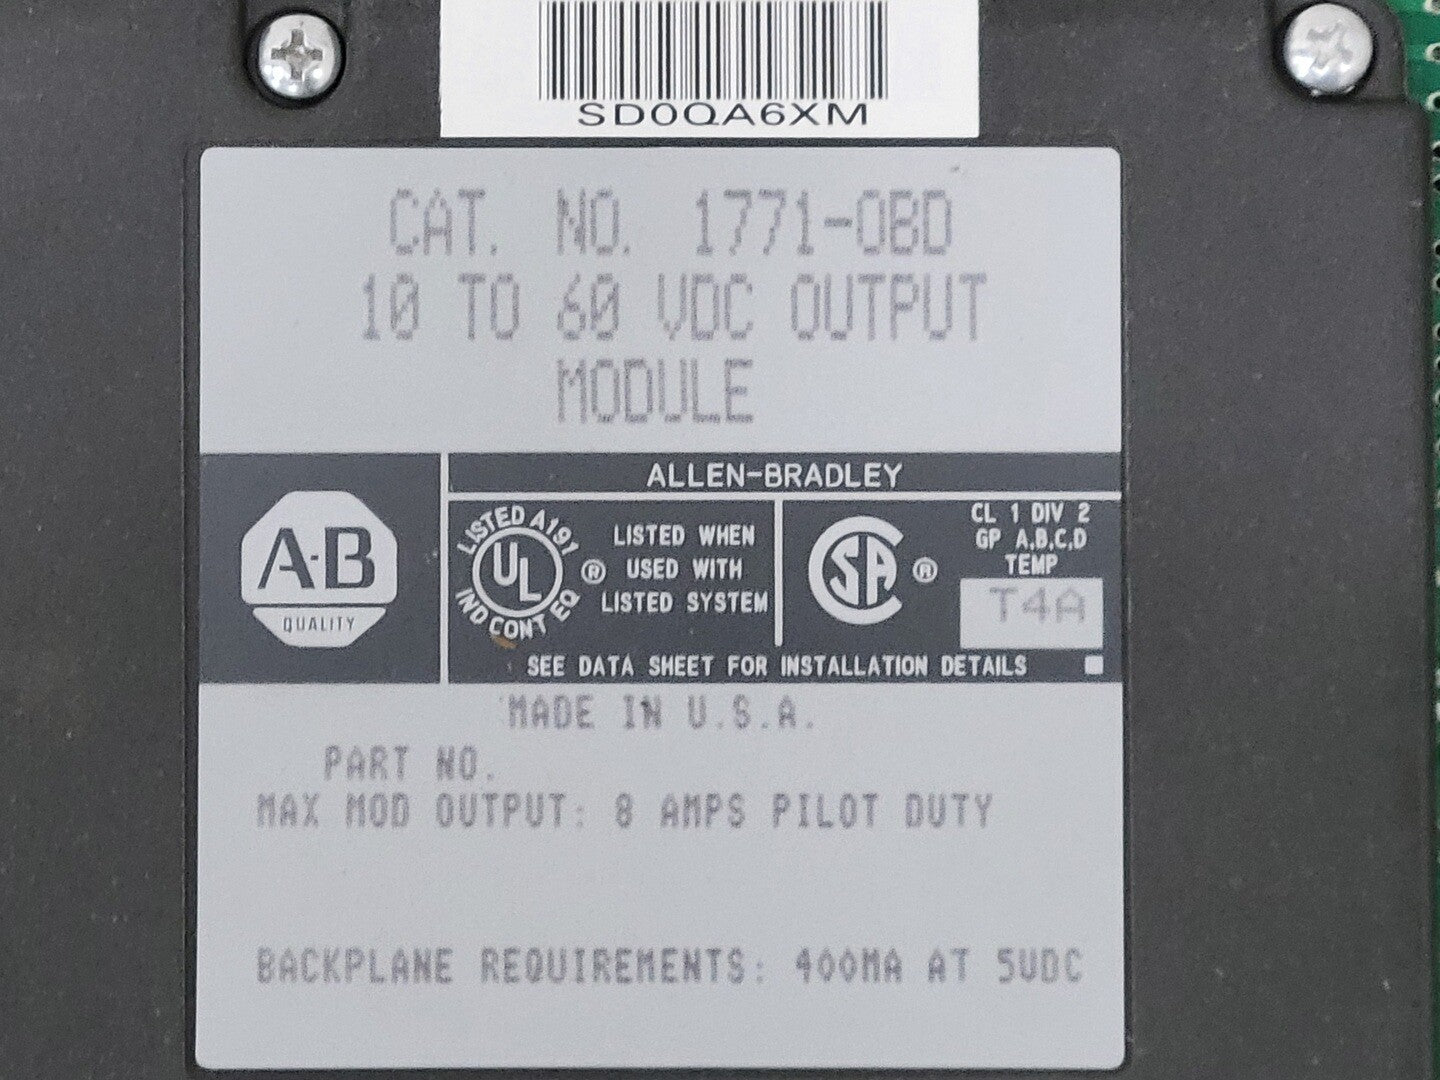 SD0QA6XM
CAT. NO. 1771-OBD
10 TO 60 VDC OUTPUT
MODULE
ALLEN-BRADLEY
A-B
QUALITY
LISTED A191
UL
IND CONT EQ
®
LISTED WHEN
USED WITH
LISTED SYSTEM
SA
®
CL 1 DIV 2
GP A,B,C,D
TEMP
T4A
SEE DATA SHEET FOR INSTALLATION DETAILS
MADE IN U.S.A.
PART NO.
MAX MOD OUTPUT: 8 AMPS PILOT DUTY
BACKPLANE REQUIREMENTS: 400MA AT 5VDC